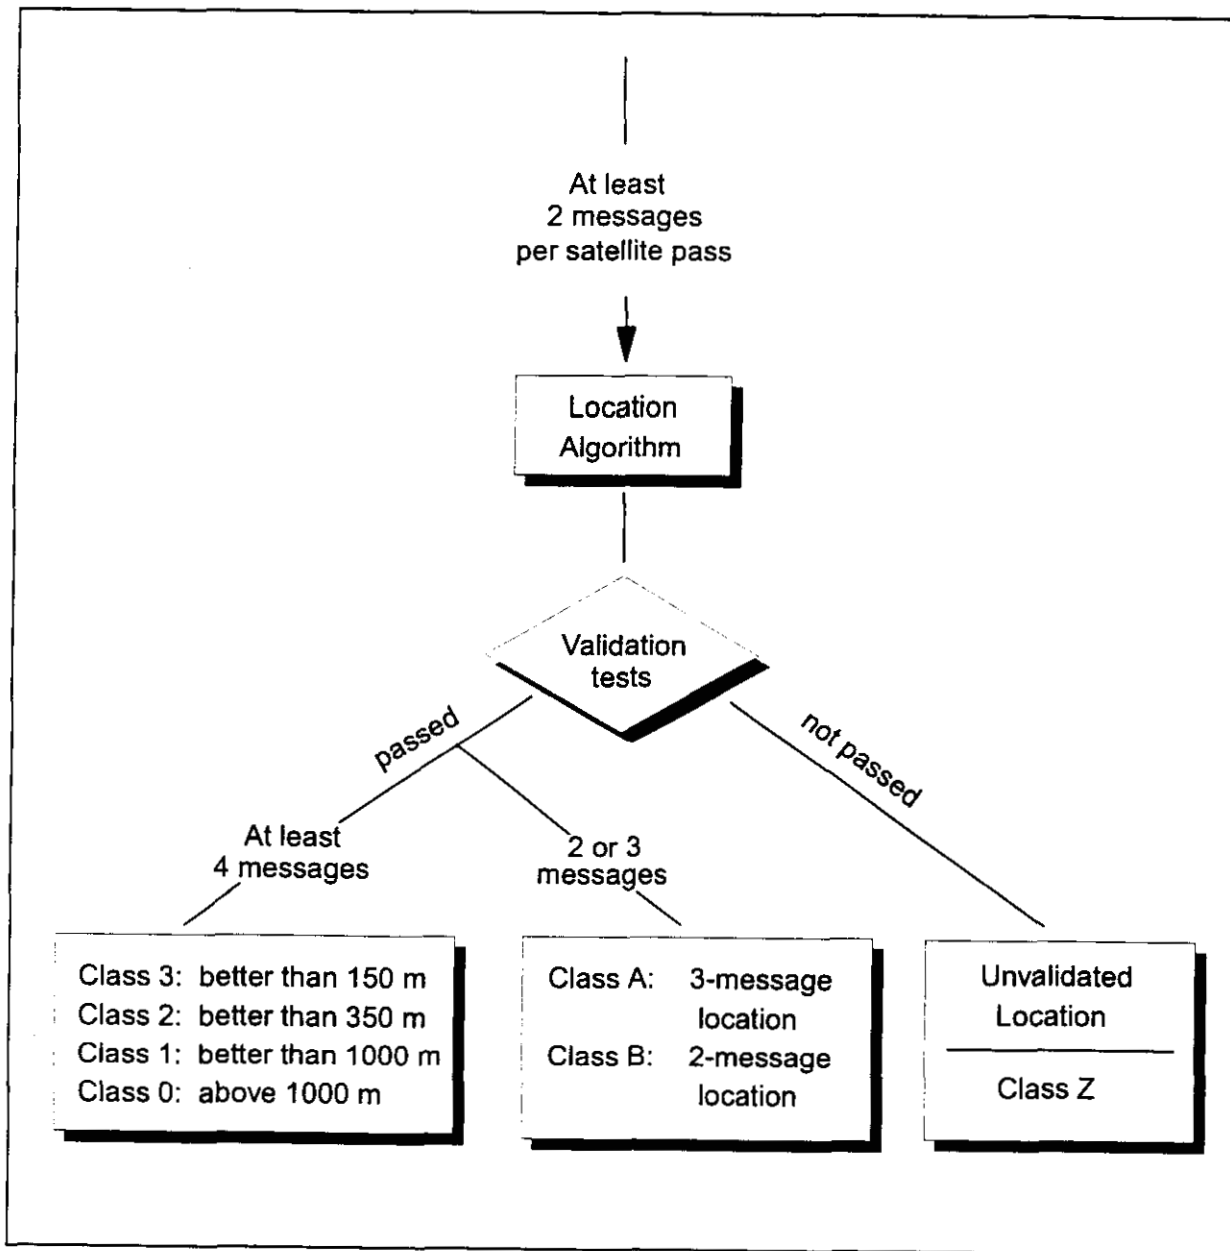 At least
2 messages
per satellite pass
Location
Algorithm
Validation
tests
passed
not passed
At least
4 messages
2 or 3
messages
Class 3: better than 150 m
Class 2: better than 350 m
Class 1: better than 1000 m
Class 0: above 1000 m
Class A: 3-message
location
Class B: 2-message
location
Unvalidated
Location
Class Z